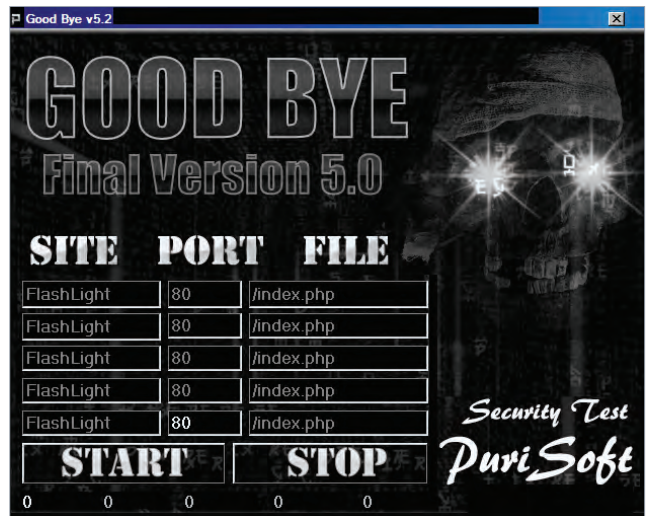 Good Bye v5.2
GOOD BYE
Final Version 5.0
SITE PORT FILE
FlashLight 80 /index.php
FlashLight 80 /index.php
FlashLight 80 /index.php
FlashLight 80 /index.php
FlashLight 80 /index.php
Security Test
START STOP
PuriSoft
0 0 0 0 0